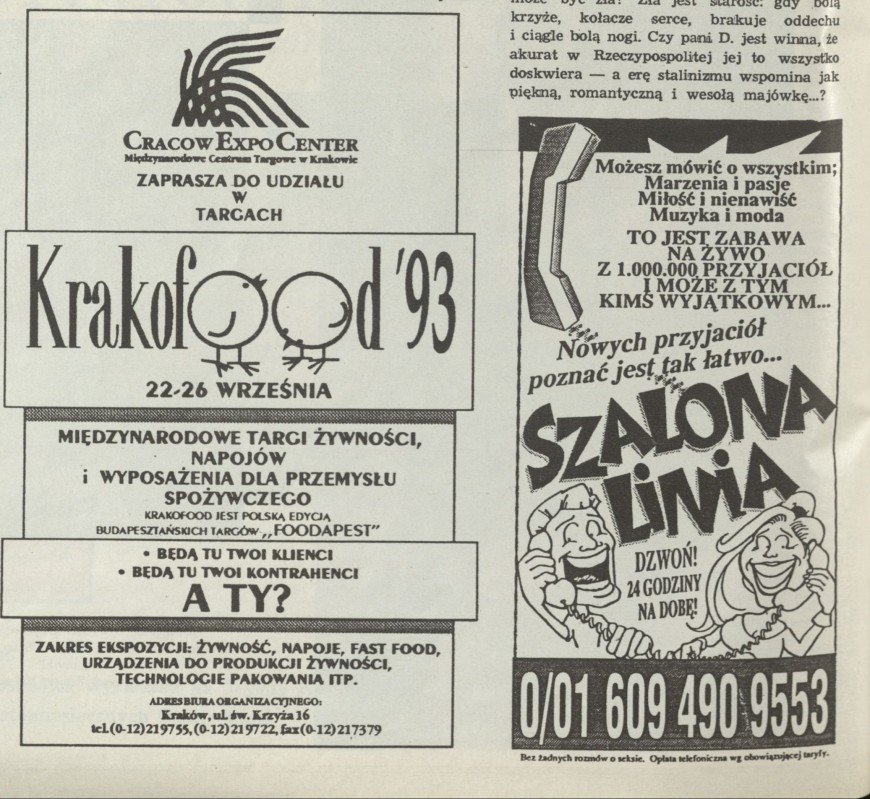 CRACOW EXPO CENTER
Międzynarodowe Centrum Targowe w Krakowie
ZAPRASZA DO UDZIAŁU
W
TARGACH
Krakofood '93
22-26 WRZEŚNIA
MIĘDZYNARODOWE TARGI ŻYWNOŚCI,
NAPOJÓW
i WYPOSAŻENIA DLA PRZEMYSŁU
SPOŻYWCZEGO
KRAKOFOOD JEST POLSKĄ EDYCJĄ
BUDAPESZTAŃSKICH TARGÓW „FOODAPEST"
• BĘDĄ TU TWOI KLIENCI
• BĘDĄ TU TWOI KONTRAHENCI
A TY?
ZAKRES EKSPOZYCJI: ŻYWNOŚĆ, NAPOJE, FAST FOOD,
URZĄDZENIA DO PRODUKCJI ŻYWNOŚCI,
TECHNOLOGIE PAKOWANIA ITP.
ADRES BIURA ORGANIZACYJNEGO:
Kraków, ul. św. Krzyża 16
tel.(0-12)219755, (0-12)219722, fax(0-12)217379
może być zła? Zła jest starość: gdy bolą
krzyże, kołacze serce, brakuje oddechu
i ciągle bolą nogi. Czy pani D. jest winna, że
akurat w Rzeczypospolitej jej to wszystko
doskwiera — a erę stalinizmu wspomina jak
piękną, romantyczną i wesołą majówkę...?
Możesz mówić o wszystkim;
Marzenia i pasje
Miłość i nienawiść
Muzyka i moda
TO JEST ZABAWA
NA ŻYWO
Z 1.000.000 PRZYJACIÓŁ
I MOŻE Z TYM
KIMŚ WYJĄTKOWYM...
Nowych przyjaciół
poznać jest tak łatwo...
SZALONA
LINIA
DZWOŃ!
24 GODZINY
NA DOBĘ!
0/01 609 490 9553
Bez żadnych rozmów o seksie. Opłata telefoniczna wg obowiązującej taryfy.